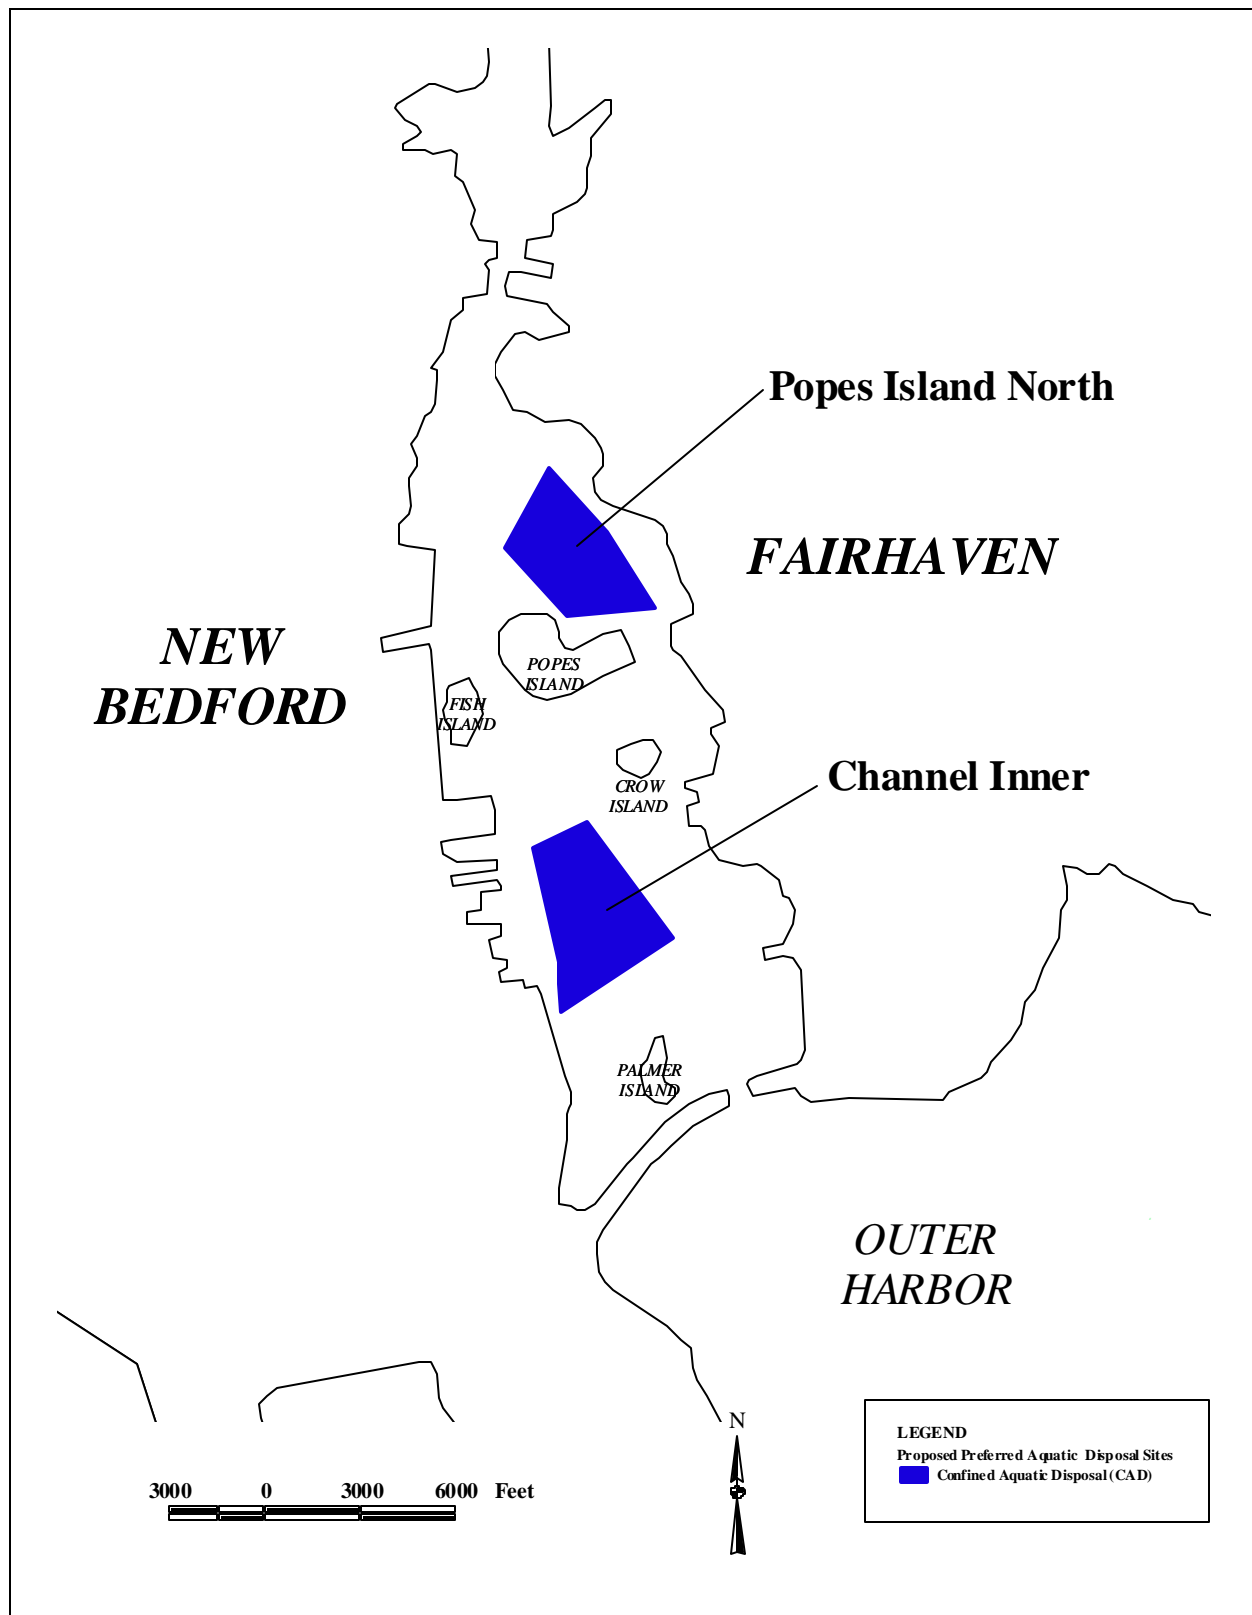 Popes Island North
FAIRHAVEN
NEW
BEDFORD
POPES
ISLAND
FISH
ISLAND
CROW
ISLAND
Channel Inner
PALMER
ISLAND
OUTER
HARBOR
N
3000 0 3000 6000 Feet
LEGEND
Proposed Preferred Aquatic Disposal Sites
Confined Aquatic Disposal (CAD)